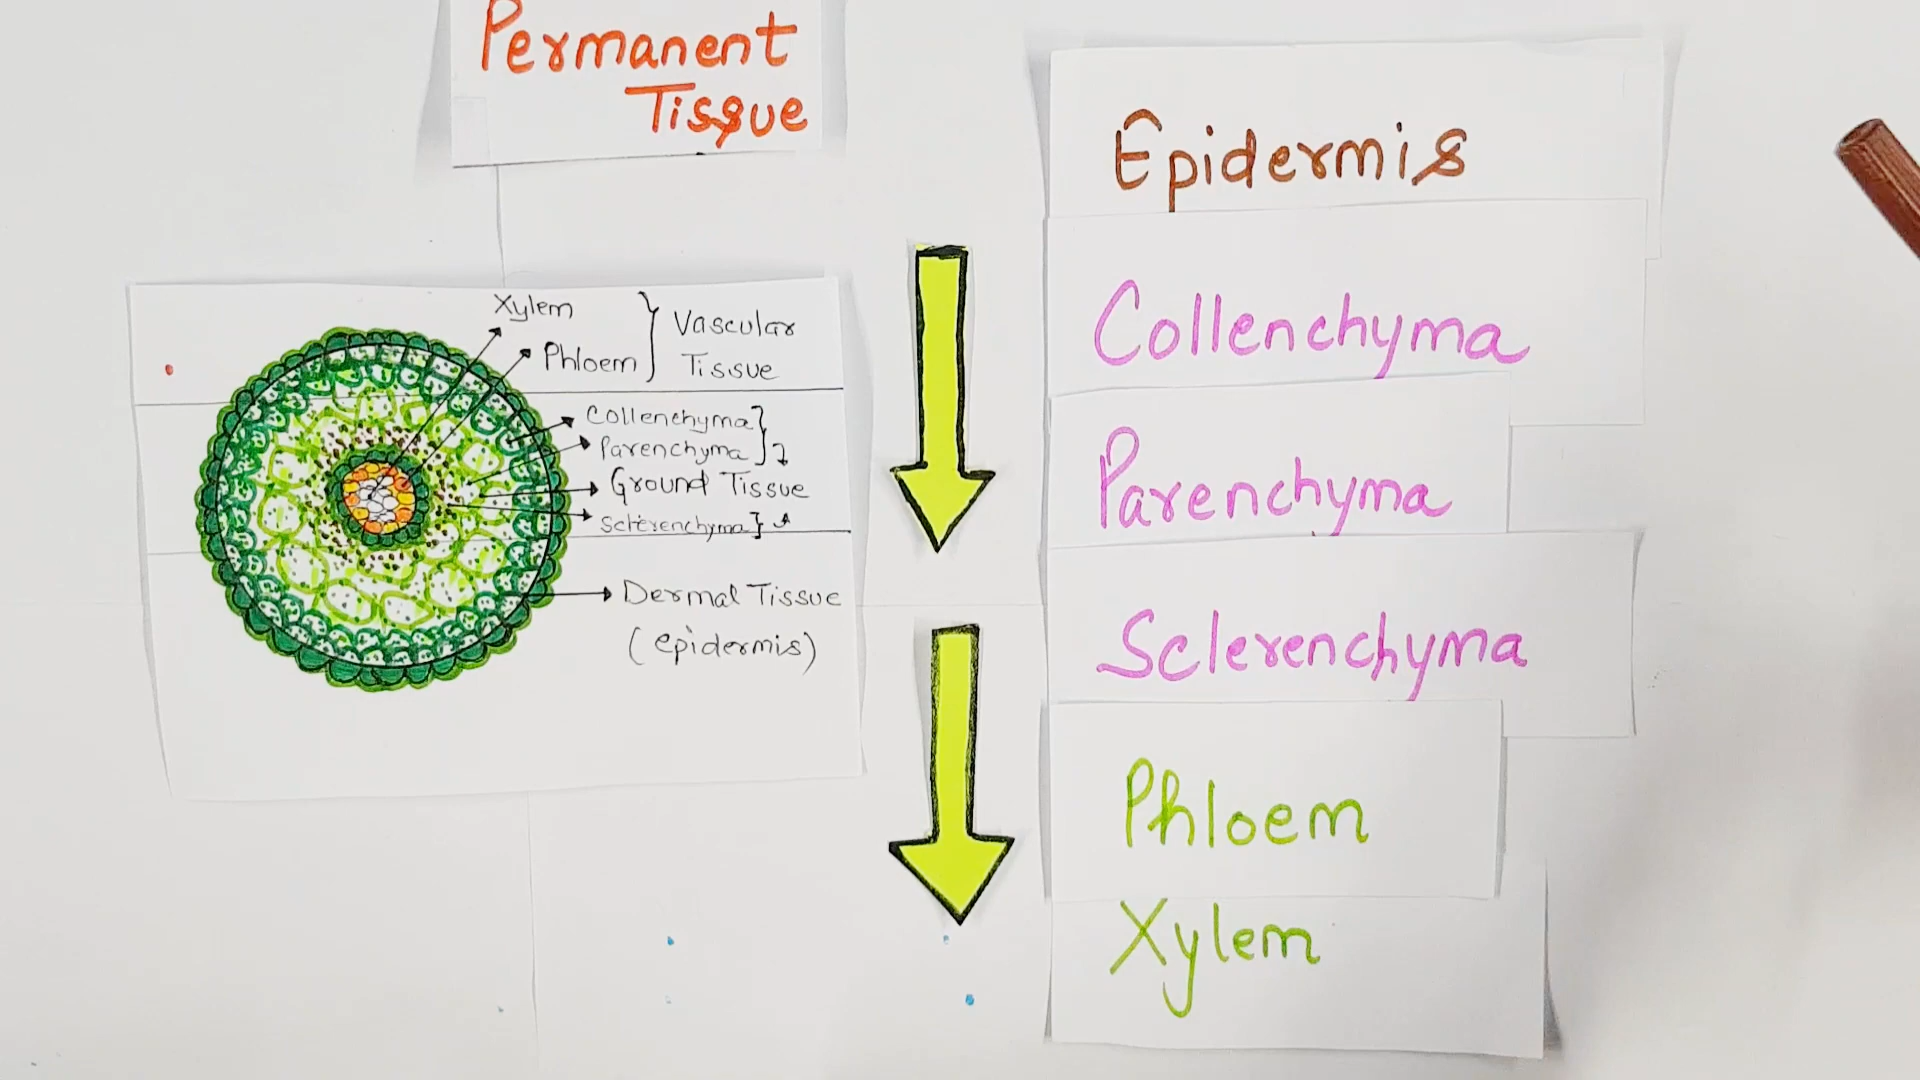 Permanent
Tissue
Xylem
Phloem
Vascular
Tissue
Collenchyma
Parenchyma
Ground Tissue
Sclerenchyma
Dermal Tissue
(epidermis)
Epidermis
Collenchyma
Parenchyma
Sclerenchyma
Phloem
Xylem